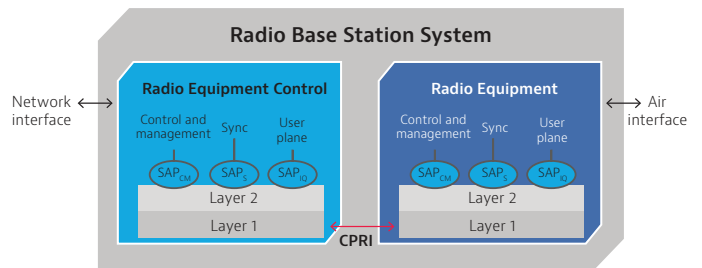 Radio Base Station System
Radio Equipment Control
Radio Equipment
Network
interface
Air
interface
Control and
management
Sync
User
plane
Control and
management
Sync
User
plane
SAPCM
SAPS
SAPIQ
SAPCM
SAPS
SAPIQ
Layer 2
Layer 2
Layer 1
Layer 1
CPRI